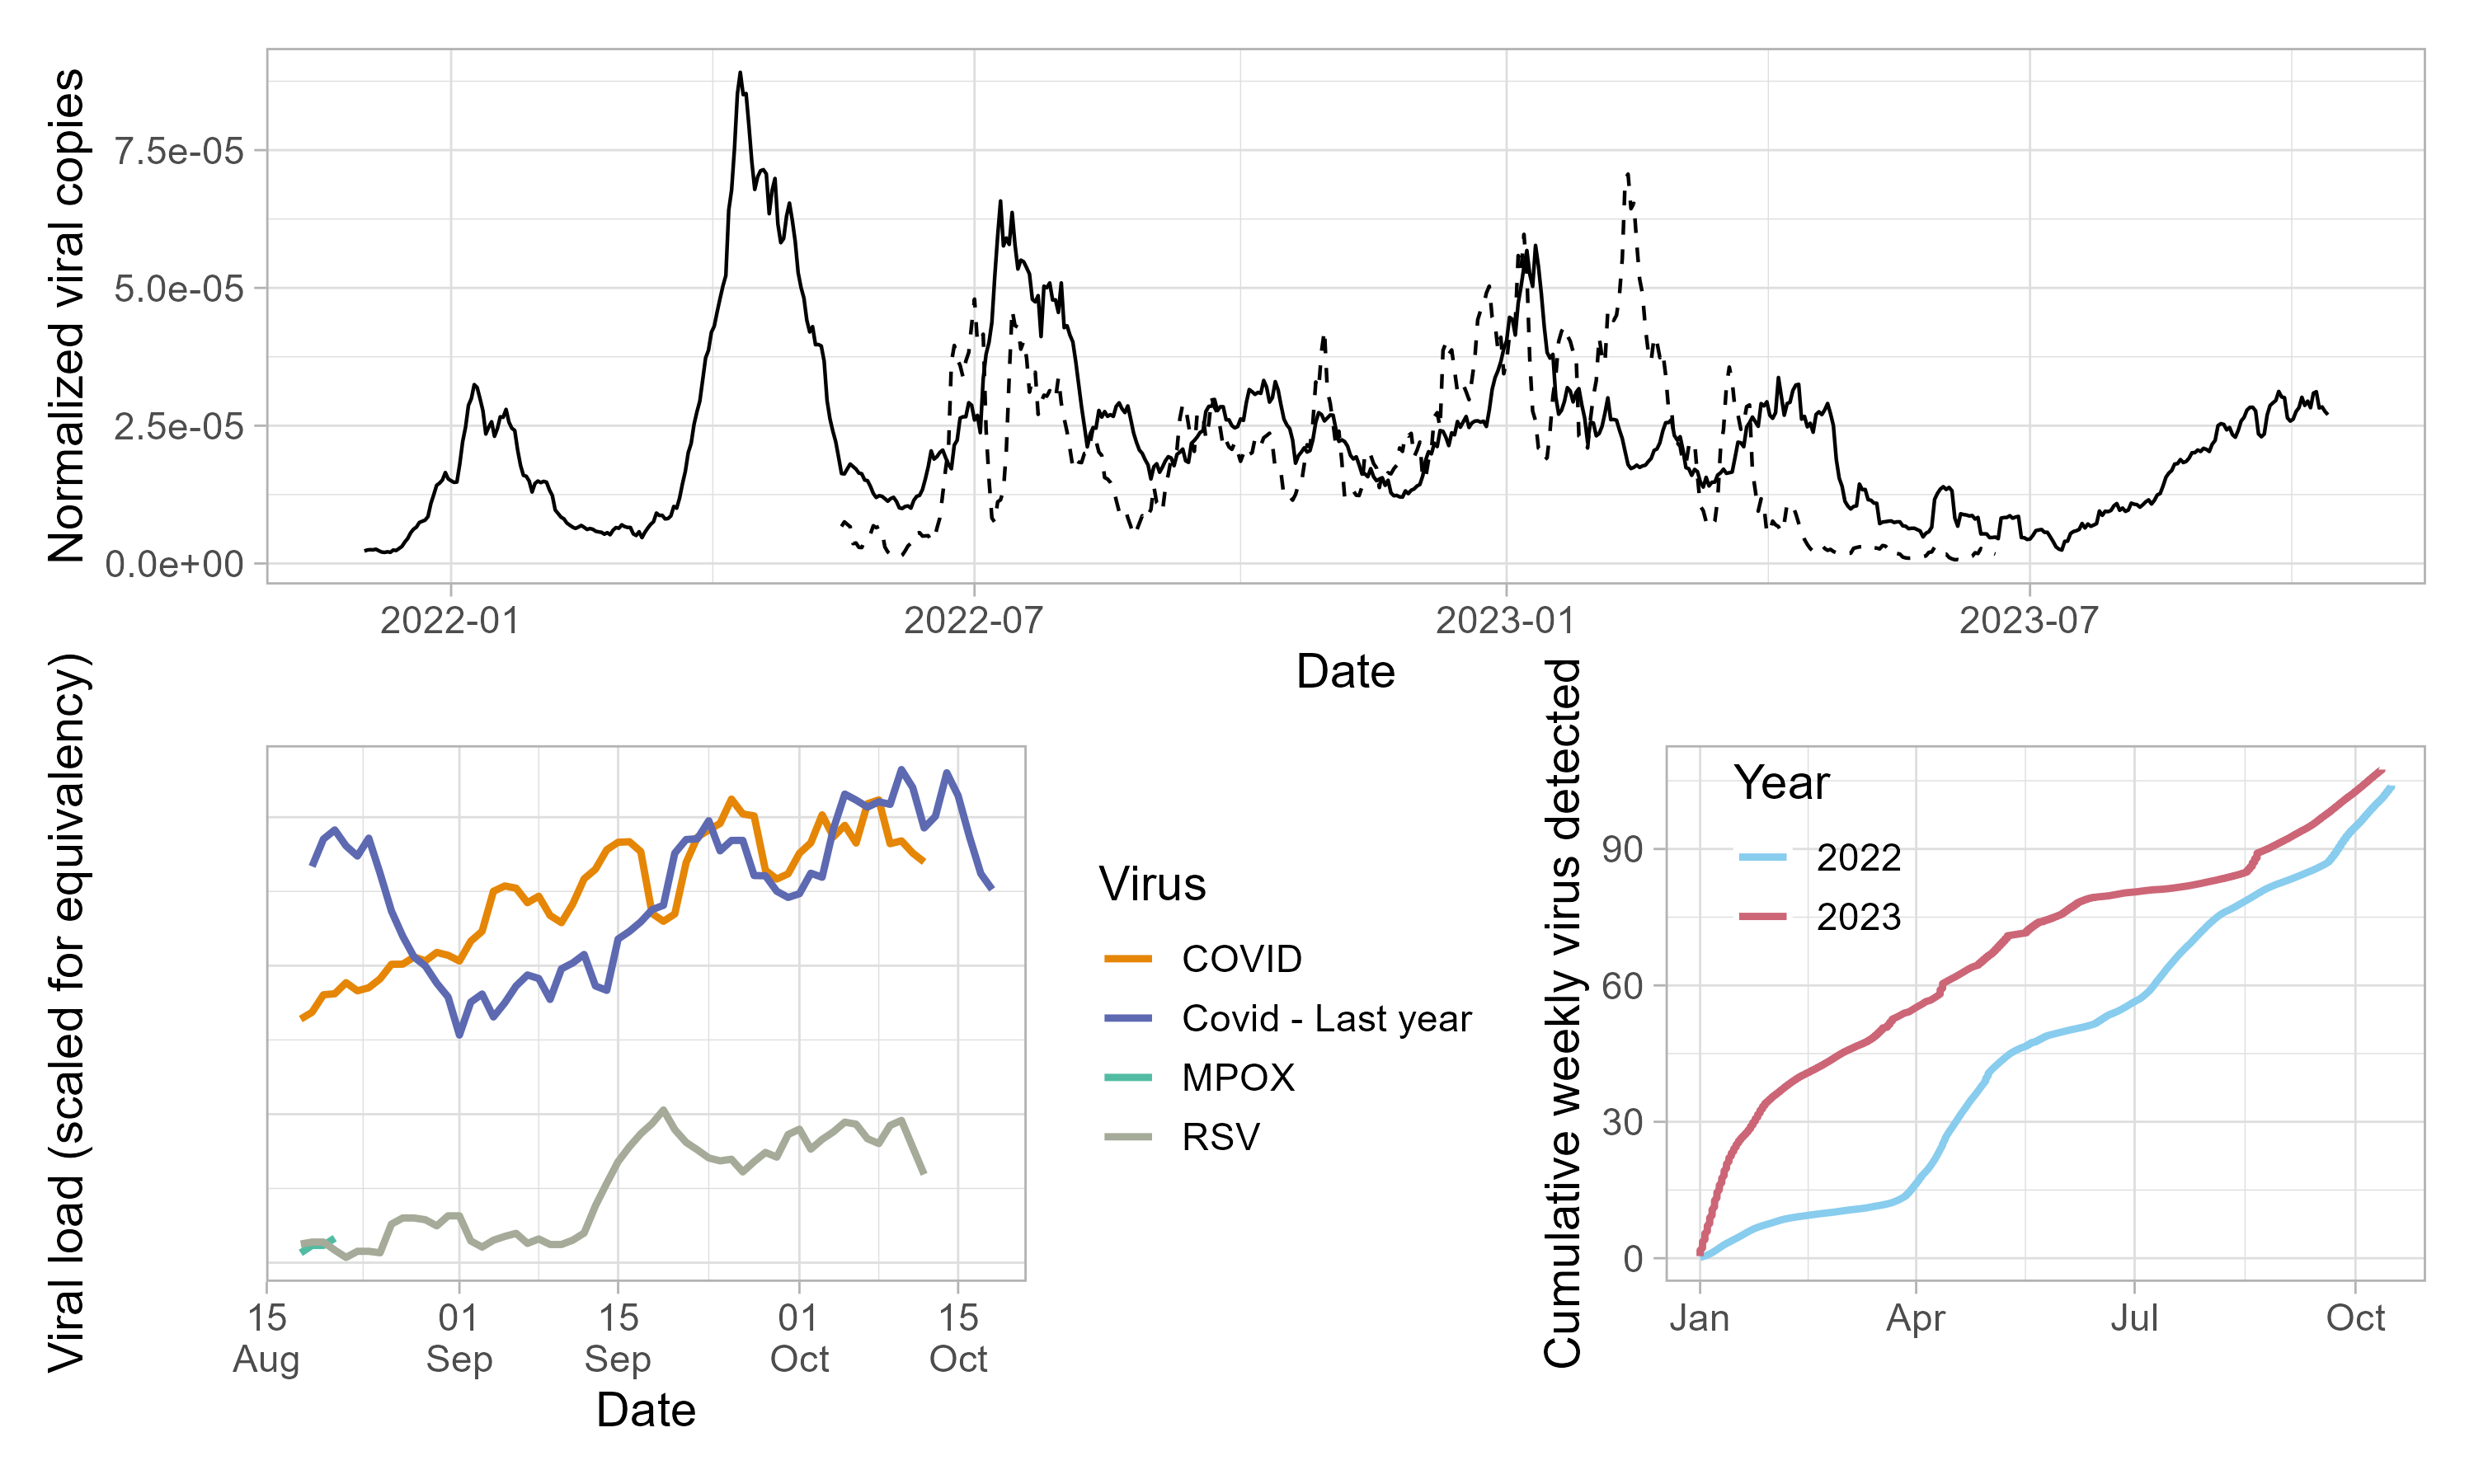 Normalized viral copies
7.5e-05
5.0e-05
2.5e-05
0.0e+00
2022-01
2022-07
2023-01
2023-07
Date
Viral load (scaled for equivalency)
15
Aug
01
Sep
15
Sep
01
Oct
15
Oct
Date
Virus
COVID
Covid - Last year
MPOX
RSV
Cumulative weekly virus detected
90
60
30
0
Year
2022
2023
Jan
Apr
Jul
Oct